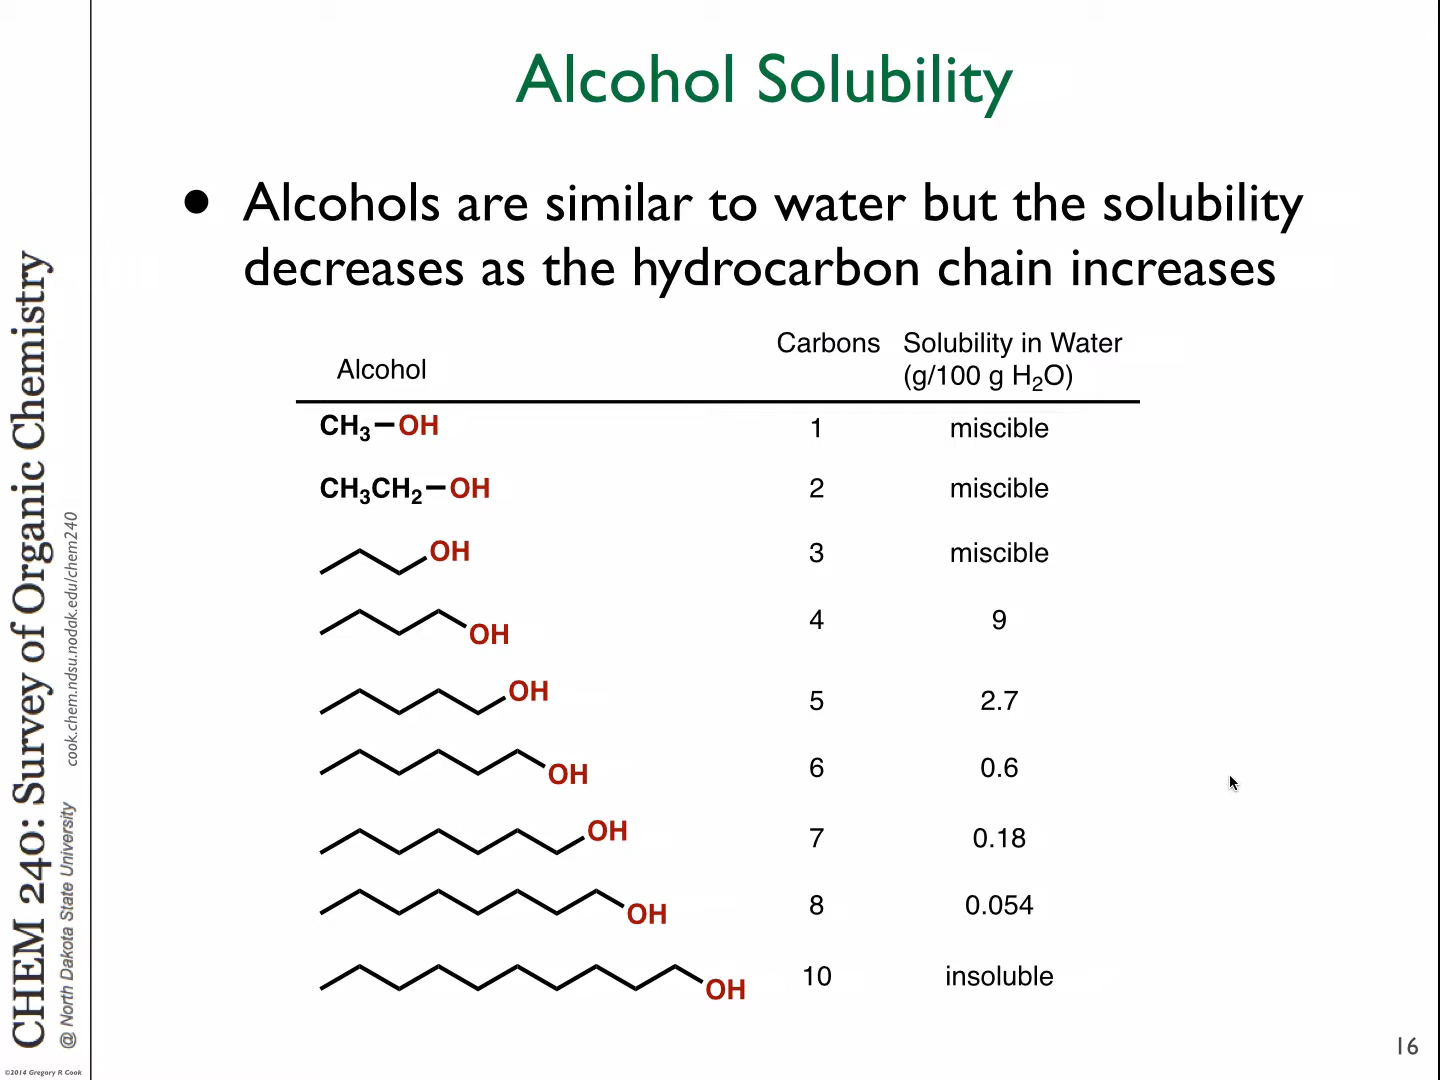 Alcohol Solubility
• Alcohols are similar to water but the solubility
decreases as the hydrocarbon chain increases
Alcohol Carbons Solubility in Water
(g/100 g H₂O)
CH₃—OH 1 miscible
CH₃CH₂—OH 2 miscible
OH 3 miscible
OH 4 9
OH 5 2.7
OH 6 0.6
OH 7 0.18
OH 8 0.054
OH 10 insoluble
16
CHEM 240: Survey of Organic Chemistry
@ North Dakota State University cook.chem.ndsu.nodak.edu/chem240
©2014 Gregory R Cook